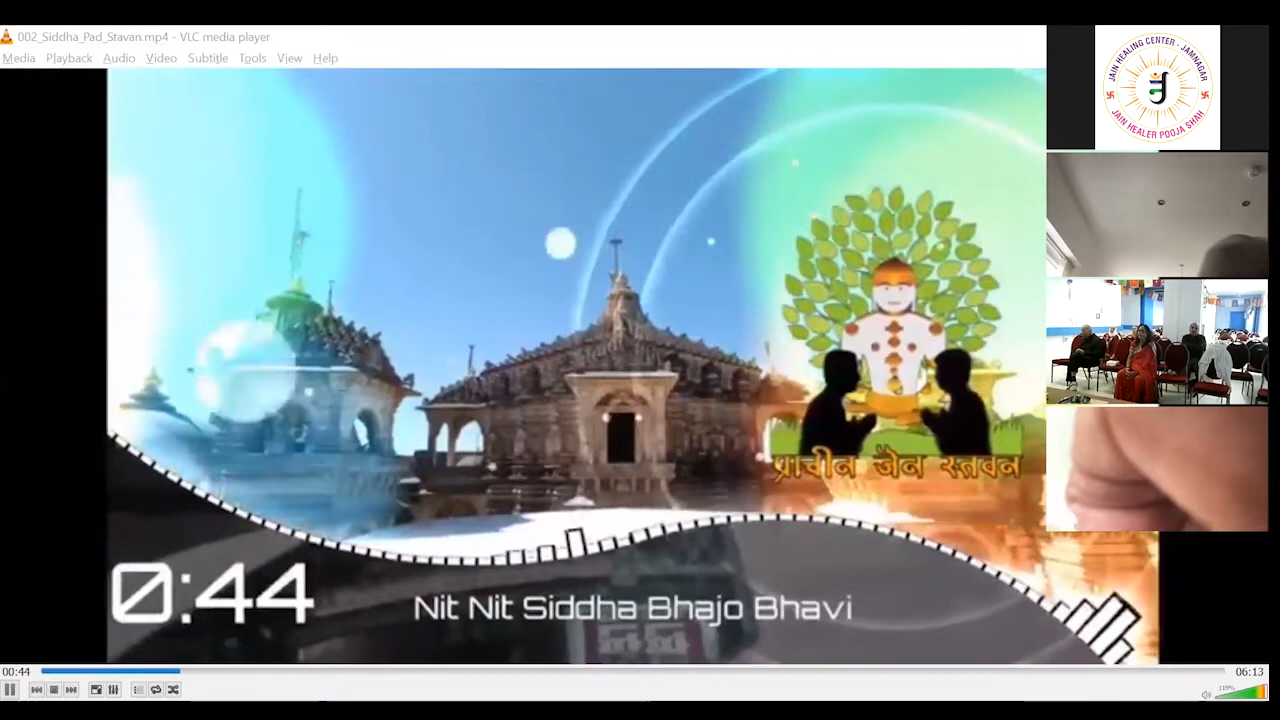 002_Siddha_Pad_Stavan.mp4 - VLC media player
Media Playback Audio Video Subtitle Tools View Help
JAIN HEALING CENTER - JAMNAGAR
JAIN HEALER POOJA SHAH
प्राचीन जैन स्तवन
0:44
Nit Nit Siddha Bhajo Bhavi
00:44
06:13
119%